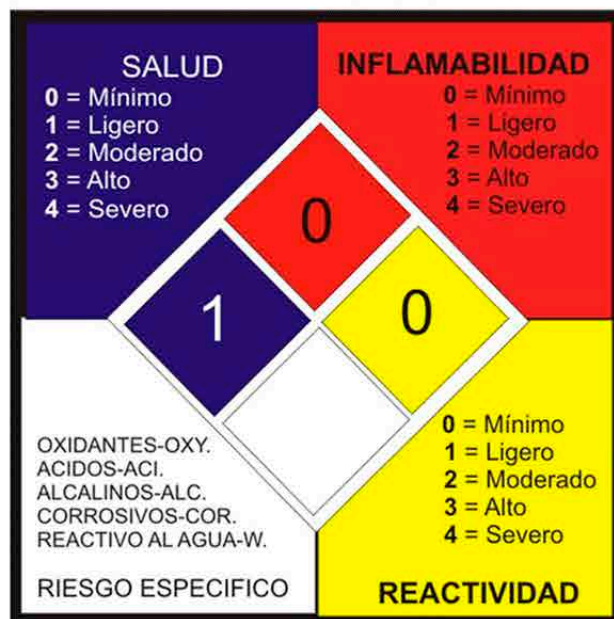 SALUD
0 = Mínimo
1 = Ligero
2 = Moderado
3 = Alto
4 = Severo
INFLAMABILIDAD
0 = Mínimo
1 = Ligero
2 = Moderado
3 = Alto
4 = Severo
0
1
0
OXIDANTES-OXY.
ACIDOS-ACI.
ALCALINOS-ALC.
CORROSIVOS-COR.
REACTIVO AL AGUA-W.
RIESGO ESPECIFICO
0 = Mínimo
1 = Ligero
2 = Moderado
3 = Alto
4 = Severo
REACTIVIDAD